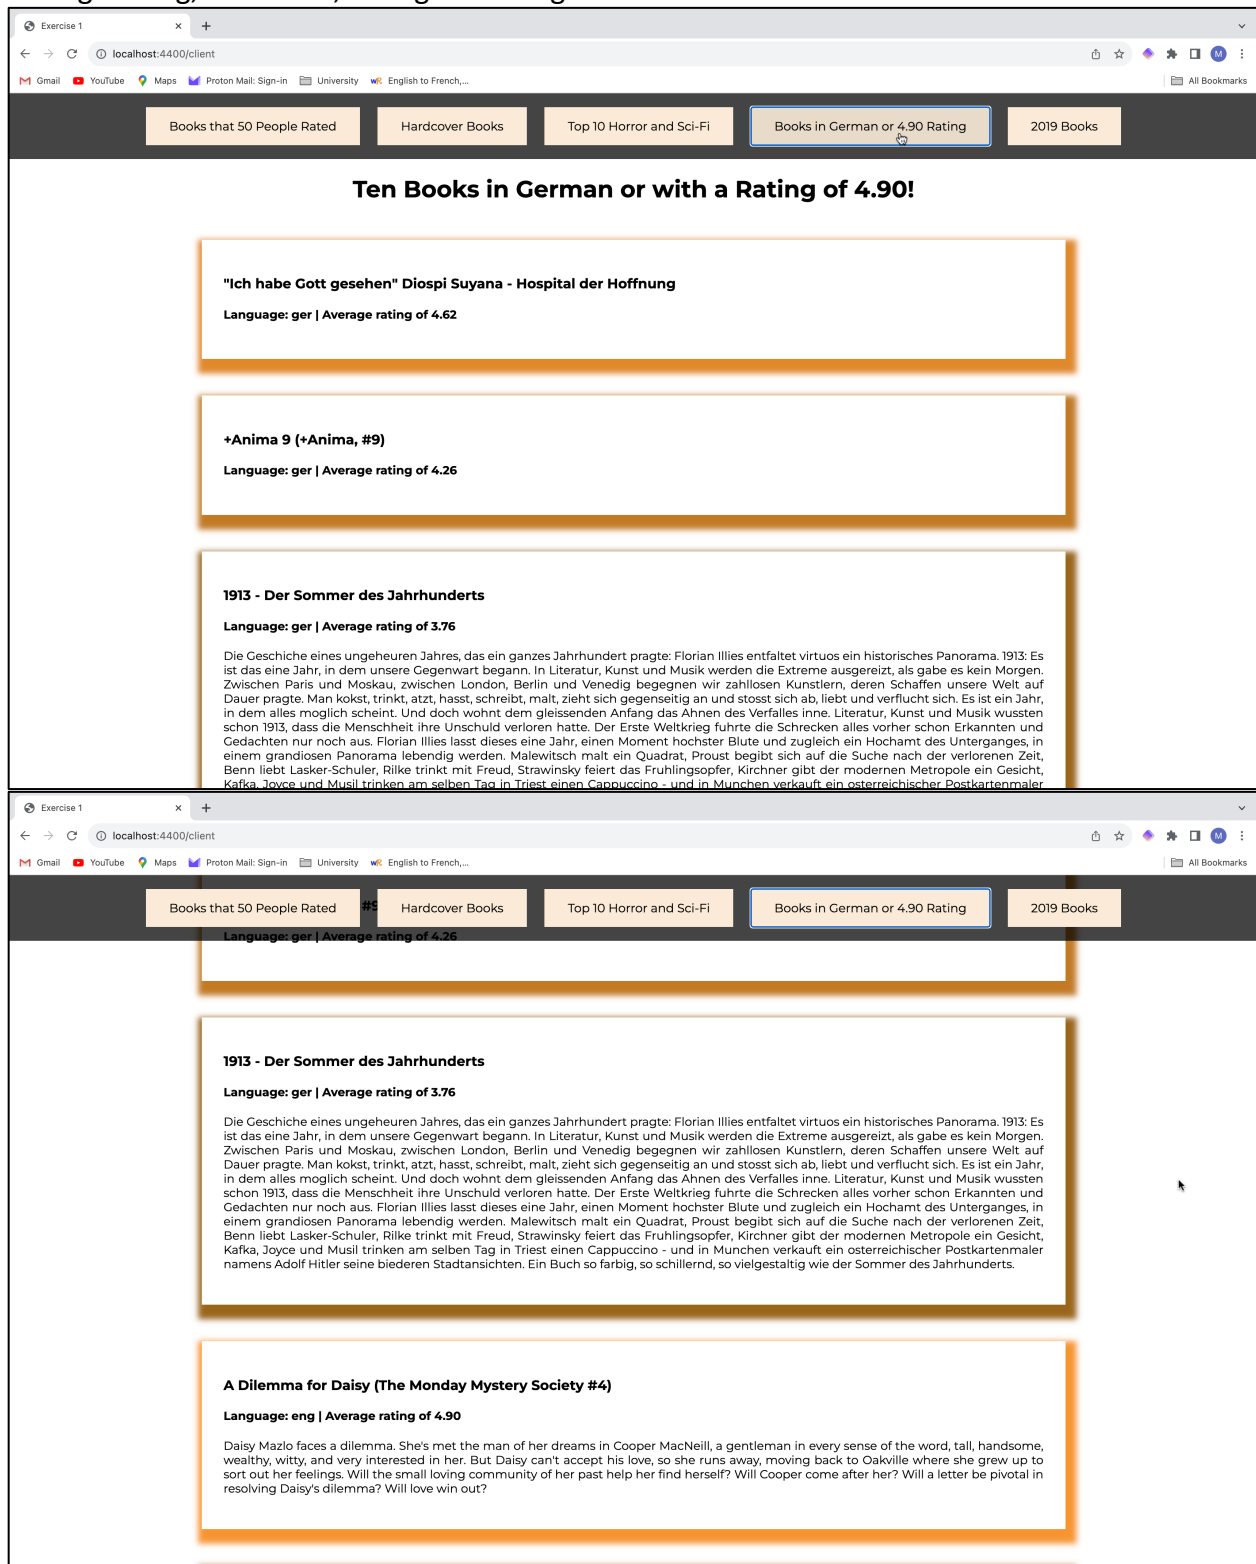 Exercise 1
localhost:4400/client
Gmail YouTube Maps Proton Mail: Sign-in University English to French,... All Bookmarks
Books that 50 People Rated Hardcover Books Top 10 Horror and Sci-Fi Books in German or 4.90 Rating 2019 Books
Ten Books in German or with a Rating of 4.90!
"Ich habe Gott gesehen" Diospi Suyana - Hospital der Hoffnung
Language: ger | Average rating of 4.62
+Anima 9 (+Anima, #9)
Language: ger | Average rating of 4.26
1913 - Der Sommer des Jahrhunderts
Language: ger | Average rating of 3.76
Die Geschiche eines ungeheuren Jahres, das ein ganzes Jahrhundert pragte: Florian Illies entfaltet virtuos ein historisches Panorama. 1913: Es
ist das eine Jahr, in dem unsere Gegenwart begann. In Literatur, Kunst und Musik werden die Extreme ausgereizt, als gabe es kein Morgen.
Zwischen Paris und Moskau, zwischen London, Berlin und Venedig begegnen wir zahllosen Kunstlern, deren Schaffen unsere Welt auf
Dauer pragte. Man kokst, trinkt, atzt, hasst, schreibt, malt, zieht sich gegenseitig an und stosst sich ab, liebt und verflucht sich. Es ist ein Jahr,
in dem alles moglich scheint. Und doch wohnt dem gleissenden Anfang das Ahnen des Verfalles inne. Literatur, Kunst und Musik wussten
schon 1913, dass die Menschheit ihre Unschuld verloren hatte. Der Erste Weltkrieg fuhrte die Schrecken alles vorher schon Erkannten und
Gedachten nur noch aus. Florian Illies lasst dieses eine Jahr, einen Moment hochster Blute und zugleich ein Hochamt des Unterganges, in
einem grandiosen Panorama lebendig werden. Malewitsch malt ein Quadrat, Proust begibt sich auf die Suche nach der verlorenen Zeit,
Benn liebt Lasker-Schuler, Rilke trinkt mit Freud, Strawinsky feiert das Fruhlingsopfer, Kirchner gibt der modernen Metropole ein Gesicht,
Kafka, Joyce und Musil trinken am selben Tag in Triest einen Cappuccino - und in Munchen verkauft ein osterreichischer Postkartenmaler
Exercise 1
localhost:4400/client
Gmail YouTube Maps Proton Mail: Sign-in University English to French,... All Bookmarks
Books that 50 People Rated #9 Hardcover Books Top 10 Horror and Sci-Fi Books in German or 4.90 Rating 2019 Books
Language: ger | Average rating of 4.26
1913 - Der Sommer des Jahrhunderts
Language: ger | Average rating of 3.76
Die Geschiche eines ungeheuren Jahres, das ein ganzes Jahrhundert pragte: Florian Illies entfaltet virtuos ein historisches Panorama. 1913: Es
ist das eine Jahr, in dem unsere Gegenwart begann. In Literatur, Kunst und Musik werden die Extreme ausgereizt, als gabe es kein Morgen.
Zwischen Paris und Moskau, zwischen London, Berlin und Venedig begegnen wir zahllosen Kunstlern, deren Schaffen unsere Welt auf
Dauer pragte. Man kokst, trinkt, atzt, hasst, schreibt, malt, zieht sich gegenseitig an und stosst sich ab, liebt und verflucht sich. Es ist ein Jahr,
in dem alles moglich scheint. Und doch wohnt dem gleissenden Anfang das Ahnen des Verfalles inne. Literatur, Kunst und Musik wussten
schon 1913, dass die Menschheit ihre Unschuld verloren hatte. Der Erste Weltkrieg fuhrte die Schrecken alles vorher schon Erkannten und
Gedachten nur noch aus. Florian Illies lasst dieses eine Jahr, einen Moment hochster Blute und zugleich ein Hochamt des Unterganges, in
einem grandiosen Panorama lebendig werden. Malewitsch malt ein Quadrat, Proust begibt sich auf die Suche nach der verlorenen Zeit,
Benn liebt Lasker-Schuler, Rilke trinkt mit Freud, Strawinsky feiert das Fruhlingsopfer, Kirchner gibt der modernen Metropole ein Gesicht,
Kafka, Joyce und Musil trinken am selben Tag in Triest einen Cappuccino - und in Munchen verkauft ein osterreichischer Postkartenmaler
namens Adolf Hitler seine biederen Stadtansichten. Ein Buch so farbig, so schillernd, so vielgestaltig wie der Sommer des Jahrhunderts.
A Dilemma for Daisy (The Monday Mystery Society #4)
Language: eng | Average rating of 4.90
Daisy Mazlo faces a dilemma. She's met the man of her dreams in Cooper MacNeill, a gentleman in every sense of the word, tall, handsome,
wealthy, witty, and very interested in her. But Daisy can't accept his love, so she runs away, moving back to Oakville where she grew up to
sort out her feelings. Will the small loving community of her past help her find herself? Will Cooper come after her? Will a letter be pivotal in
resolving Daisy's dilemma? Will love win out?